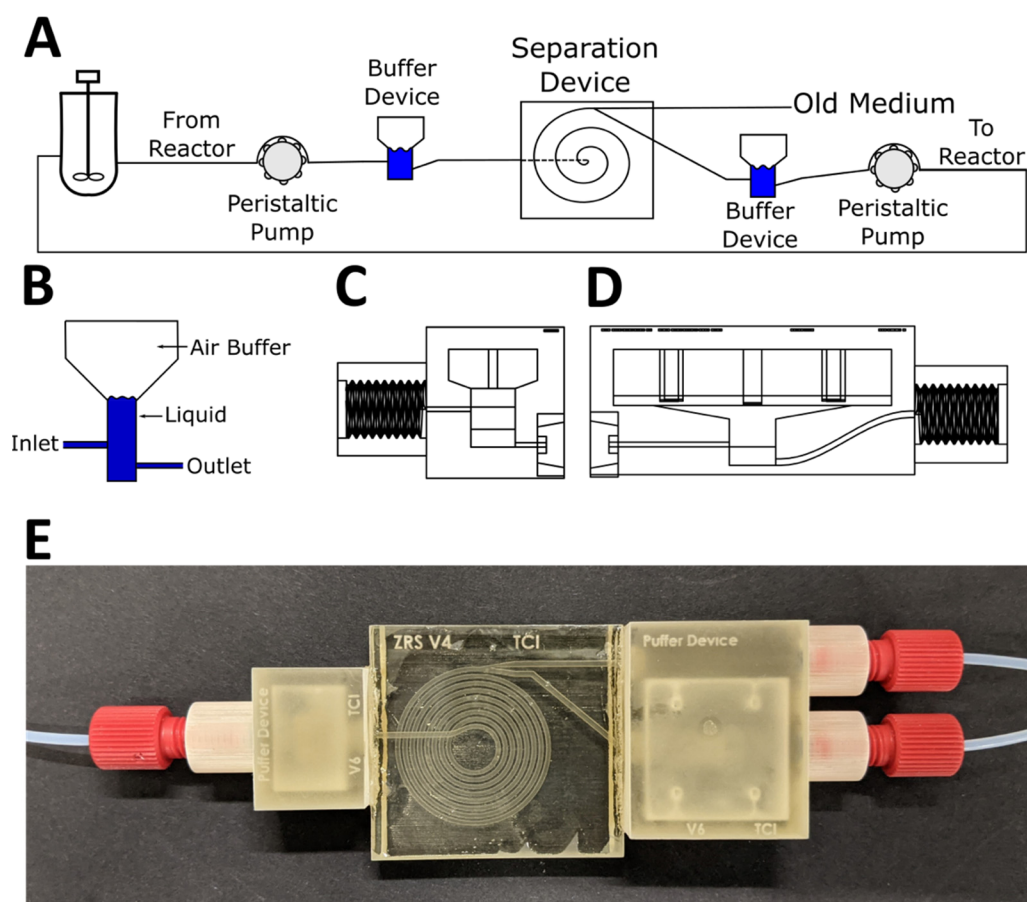 A
Separation
Device
Buffer
Device
Old Medium
From
Reactor
To
Reactor
Peristaltic
Pump
Buffer
Device
Peristaltic
Pump
B
C
D
Air Buffer
Liquid
Inlet
Outlet
E
ZRS V4 TCI
Puffer Device
Puffer Device
TCI
V6
V6 TCI